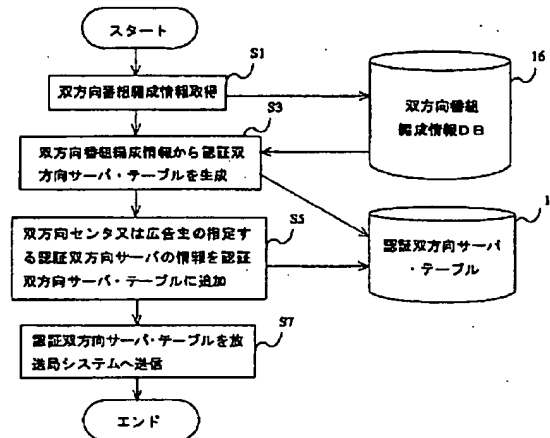 スタート
S1
双方向番組編成情報取得
16
双方向番組
編成情報DB
S3
双方向番組編成情報から認証双
方向サーバ・テーブルを生成
S5
双方向センタ又は広告主の指定す
る認証双方向サーバの情報を認証
双方向サーバ・テーブルに追加
1
認証双方向サーバ
・テーブル
S7
認証双方向サーバ・テーブルを放
送局システムへ送信
エンド